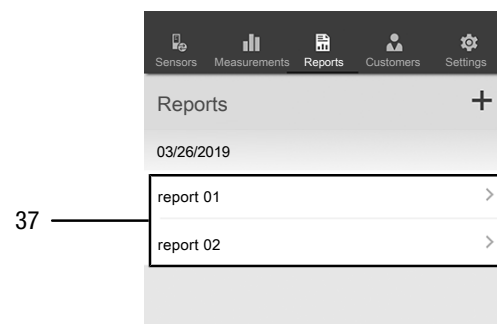 Sensors Measurements Reports Customers Settings
Reports +
03/26/2019
report 01 >
37
report 02 >